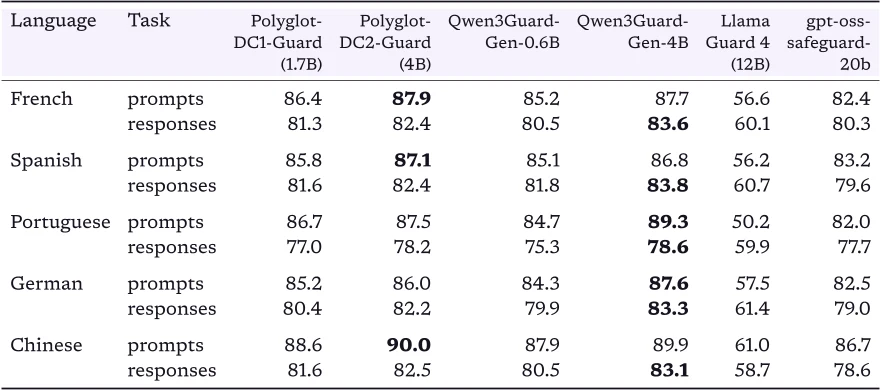 Language Task Polyglot- Polyglot- Qwen3Guard- Qwen3Guard- Llama gpt-oss-
DC1-Guard DC2-Guard Gen-0.6B Gen-4B Guard 4 safeguard-
(1.7B) (4B) (12B) 20b
French prompts 86.4 87.9 85.2 87.7 56.6 82.4
responses 81.3 82.4 80.5 83.6 60.1 80.3
Spanish prompts 85.8 87.1 85.1 86.8 56.2 83.2
responses 81.6 82.4 81.8 83.8 60.7 79.6
Portuguese prompts 86.7 87.5 84.7 89.3 50.2 82.0
responses 77.0 78.2 75.3 78.6 59.9 77.7
German prompts 85.2 86.0 84.3 87.6 57.5 82.5
responses 80.4 82.2 79.9 83.3 61.4 79.0
Chinese prompts 88.6 90.0 87.9 89.9 61.0 86.7
responses 81.6 82.5 80.5 83.1 58.7 78.6